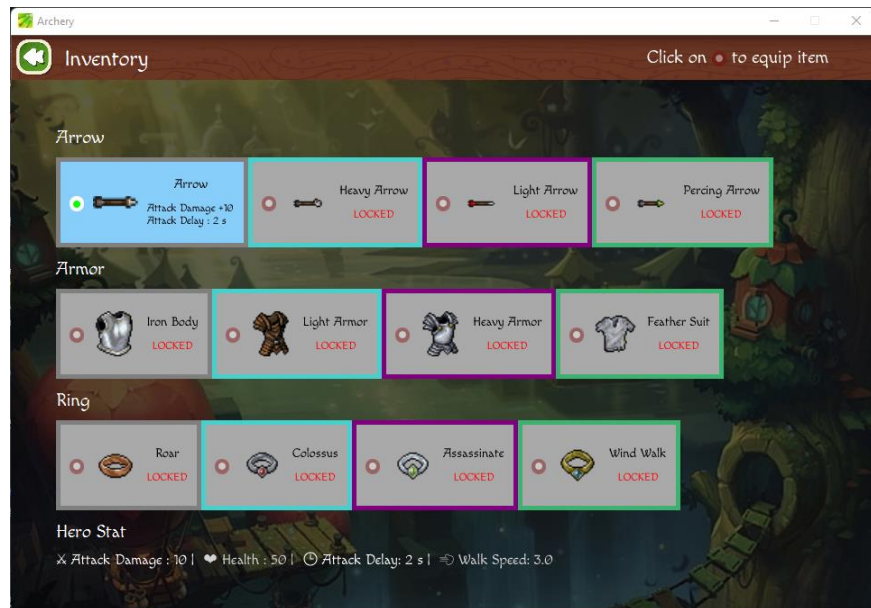 Archery
Inventory
Click on to equip item
Arrow
Arrow
Attack Damage +10
Attack Delay : 2 s
Heavy Arrow
LOCKED
Light Arrow
LOCKED
Percing Arrow
LOCKED
Armor
Iron Body
LOCKED
Light Armor
LOCKED
Heavy Armor
LOCKED
Feather Suit
LOCKED
Ring
Roar
LOCKED
Colossus
LOCKED
Assassinate
LOCKED
Wind Walk
LOCKED
Hero Stat
Attack Damage : 10 | Health : 50 | Attack Delay: 2 s | Walk Speed: 3.0